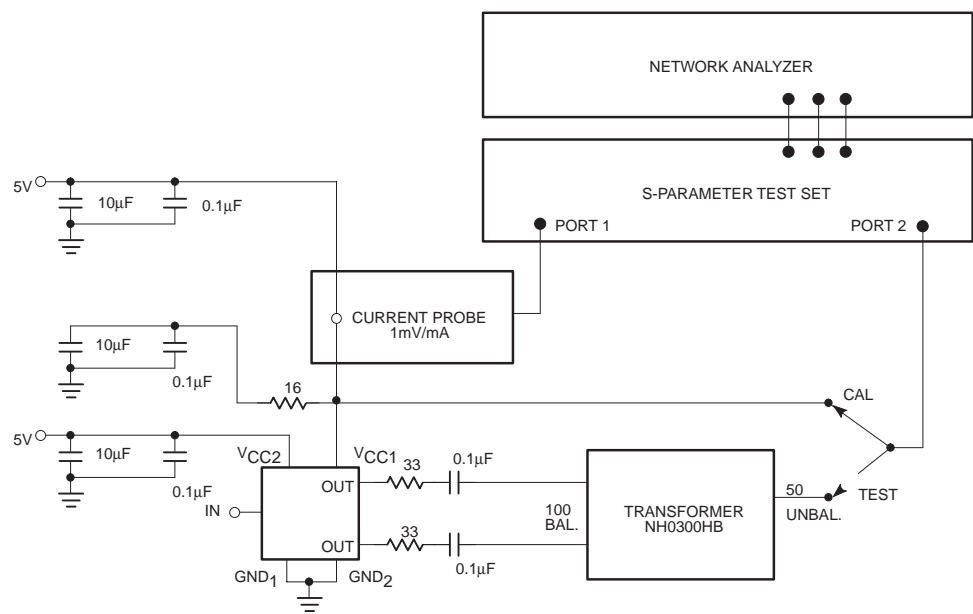 NETWORK ANALYZER
S-PARAMETER TEST SET
PORT 1
PORT 2
5V
10μF
0.1μF
CURRENT PROBE
1mV/mA
10μF
0.1μF
16
CAL
5V
10μF
0.1μF
VCC2
VCC1
33
0.1μF
OUT
IN
OUT
33
0.1μF
100
BAL.
TRANSFORMER
NH0300HB
50
UNBAL.
TEST
GND1
GND2